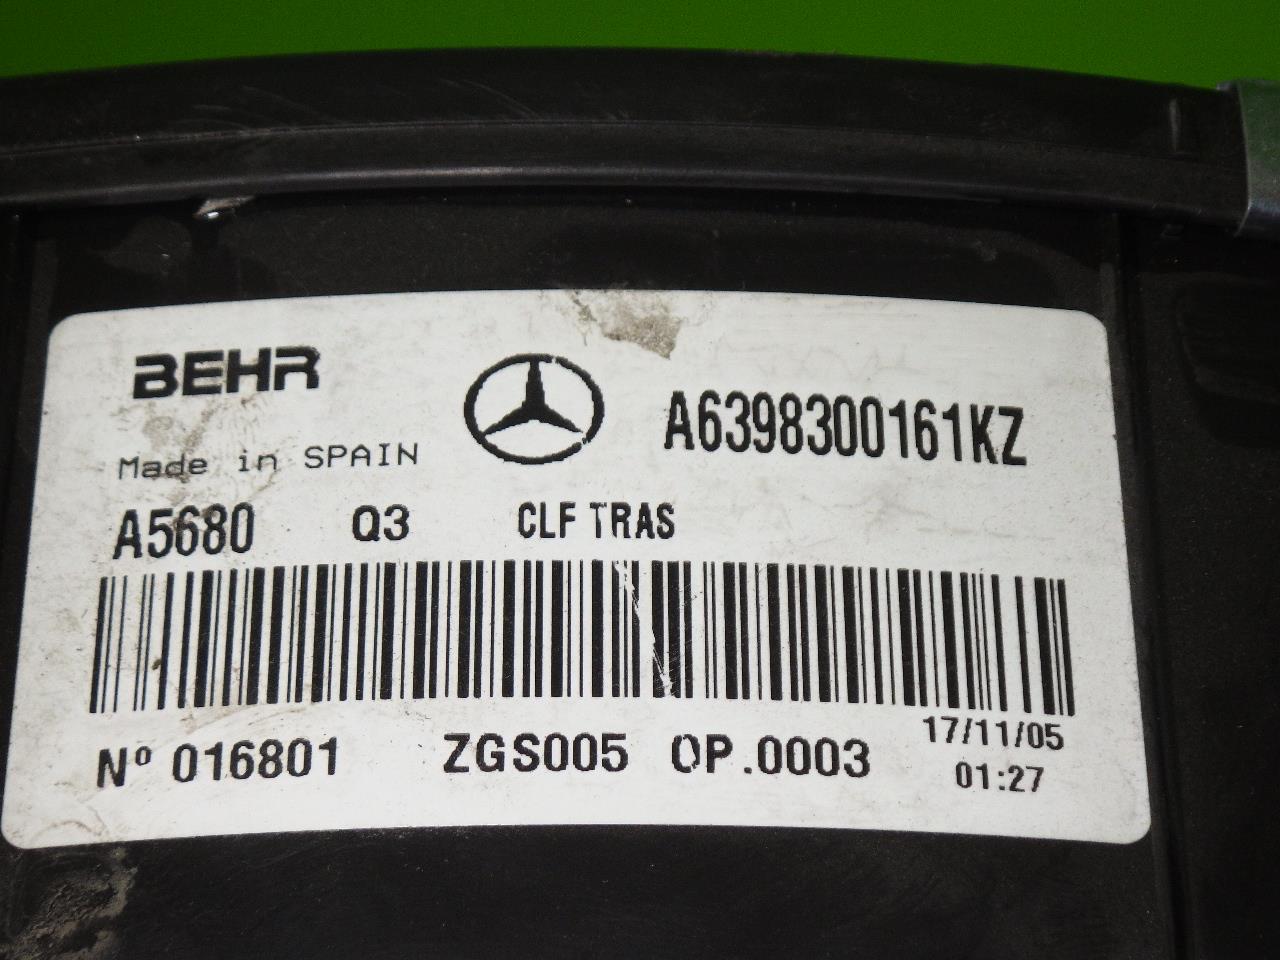 BEHR
A6398300161KZ
Made in SPAIN
A5680 Q3 CLF TRAS
Nº 016801 ZGS005 OP.0003 17/11/05
01:27